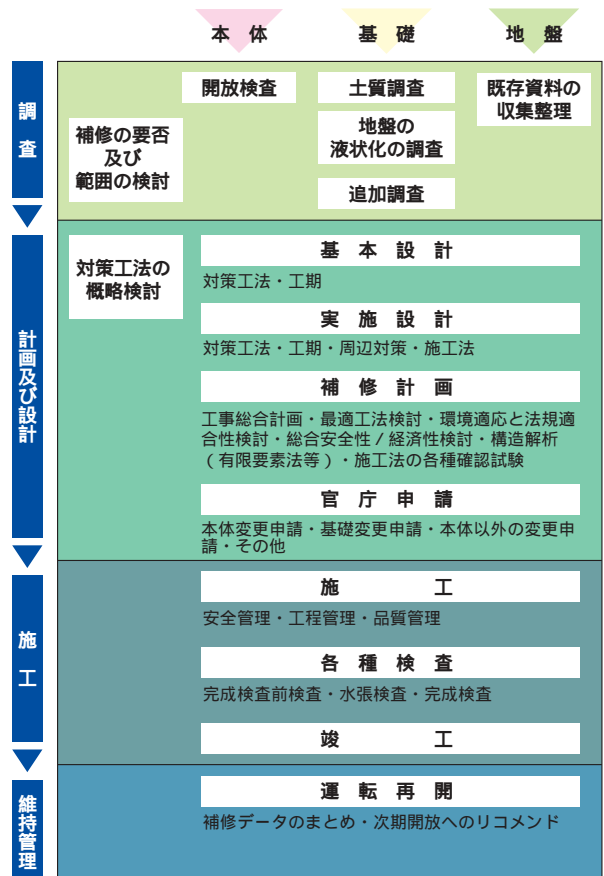 本 体
基 礎
地 盤
調 査
開放検査
土質調査
既存資料の
収集整理
補修の要否
及び
範囲の検討
地盤の
液状化の調査
追加調査
計画及び設計
対策工法の
概略検討
基 本 設 計
対策工法・工期
実 施 設 計
対策工法・工期・周辺対策・施工法
補 修 計 画
工事総合計画・最適工法検討・環境適応と法規適
合性検討・総合安全性/経済性検討・構造解析
(有限要素法等)・施工法の各種確認試験
官 庁 申 請
本体変更申請・基礎変更申請・本体以外の変更申
請・その他
施 工
施 工
安全管理・工程管理・品質管理
各 種 検 査
完成検査前検査・水張検査・完成検査
竣 工
維持管理
運 転 再 開
補修データのまとめ・次期開放へのリコメンド